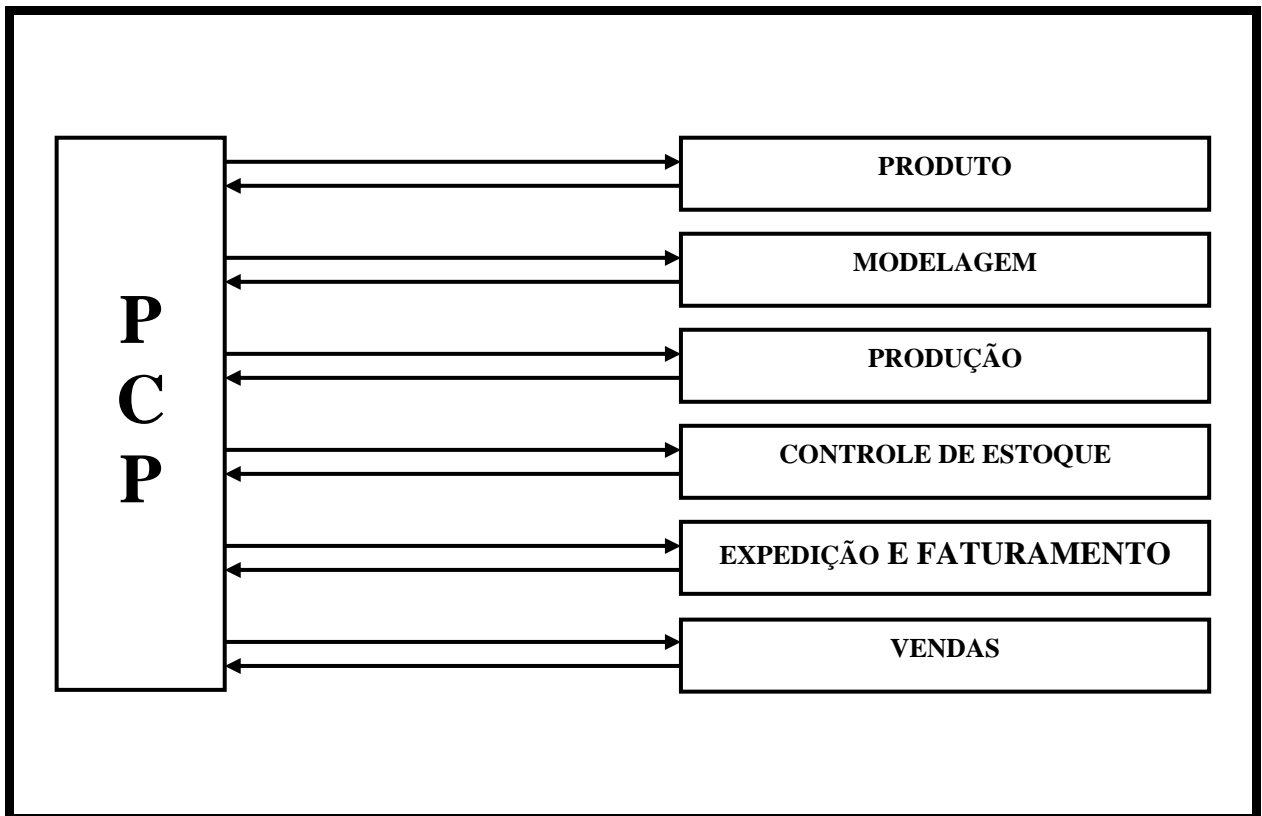 P
C
P
PRODUTO
MODELAGEM
PRODUÇÃO
CONTROLE DE ESTOQUE
EXPEDIÇÃO E FATURAMENTO
VENDAS